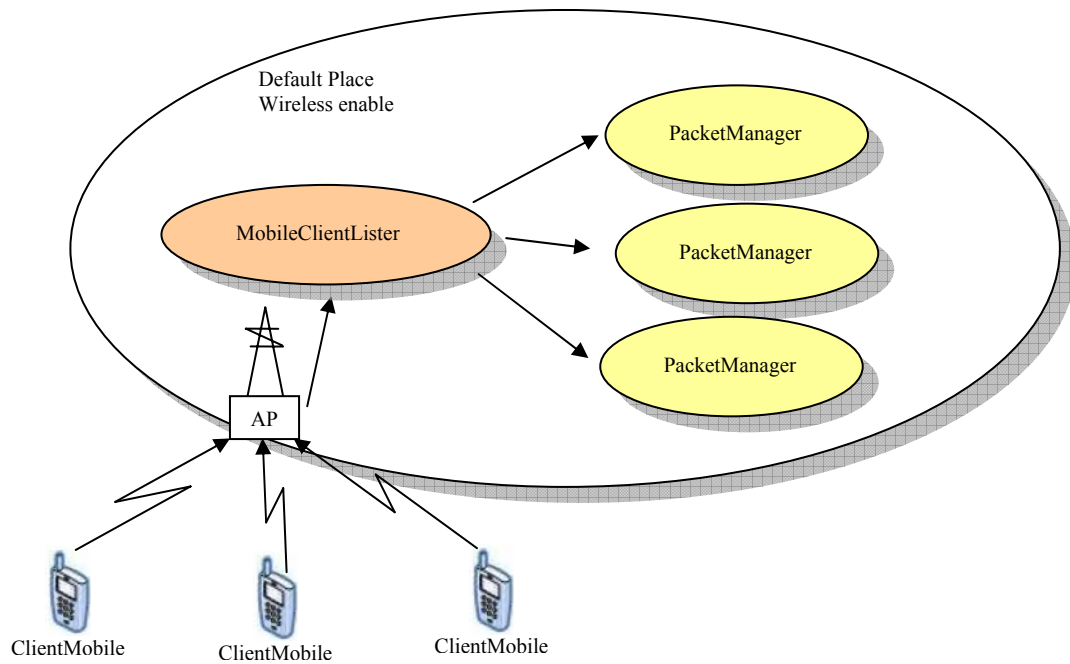 Default Place
Wireless enable
PacketManager
MobileClientLister
PacketManager
PacketManager
AP
ClientMobile
ClientMobile
ClientMobile